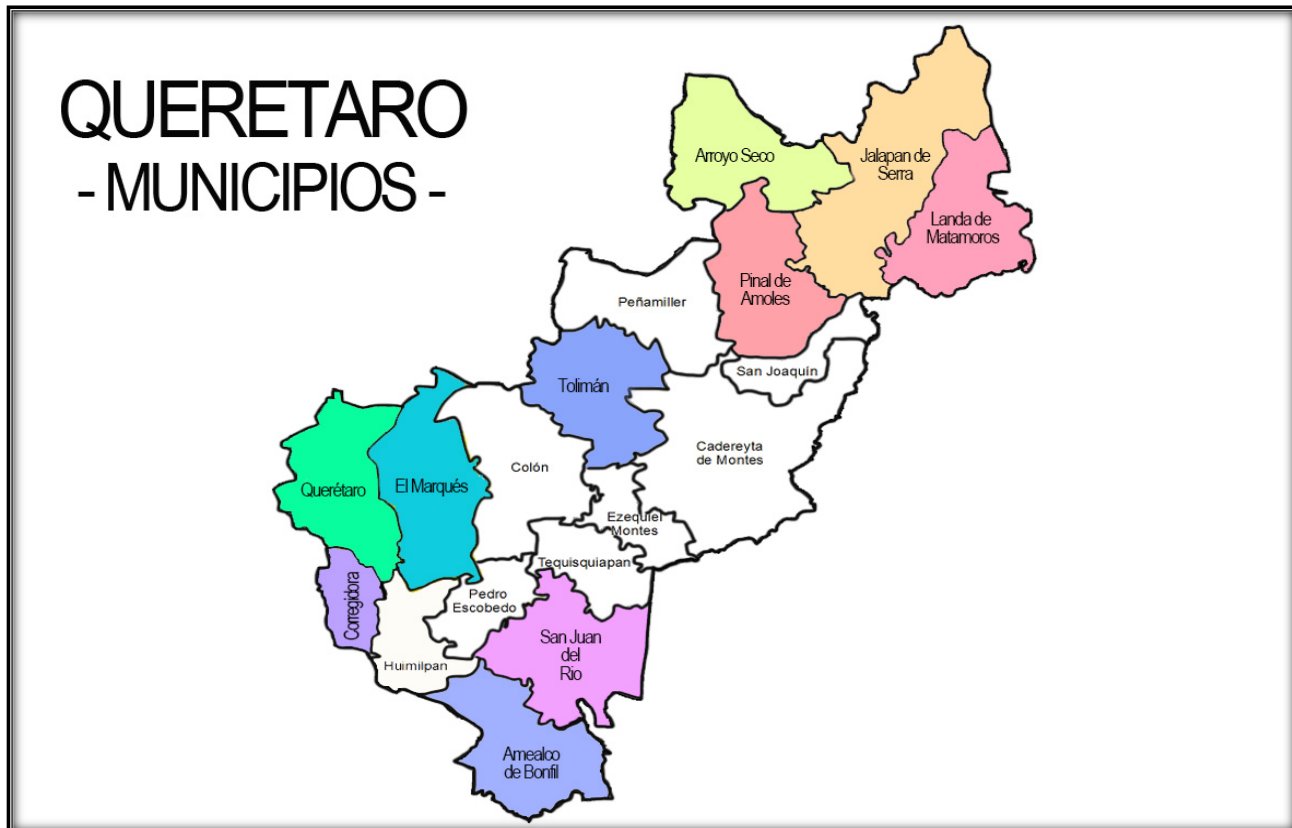 QUERETARO
- MUNICIPIOS -
Arroyo Seco
Jalapan de
Serra
Landa de
Matamoros
Pinal de
Amoles
Peñamiller
San Joaquín
Tolimán
Cadereyta
de Montes
Colón
El Marqués
Querétaro
Ezequiel
Montes
Tequisquiapan
Pedro
Escobedo
Corregidora
San Juan
del
Rio
Huimilpan
Amealco
de Bonfil